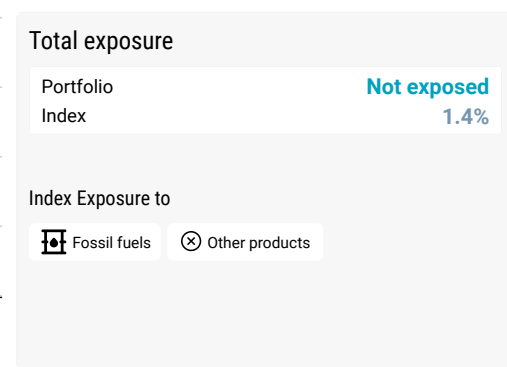 Total exposure
Portfolio Not exposed
Index 1.4%
Index Exposure to
Fossil fuels Other products